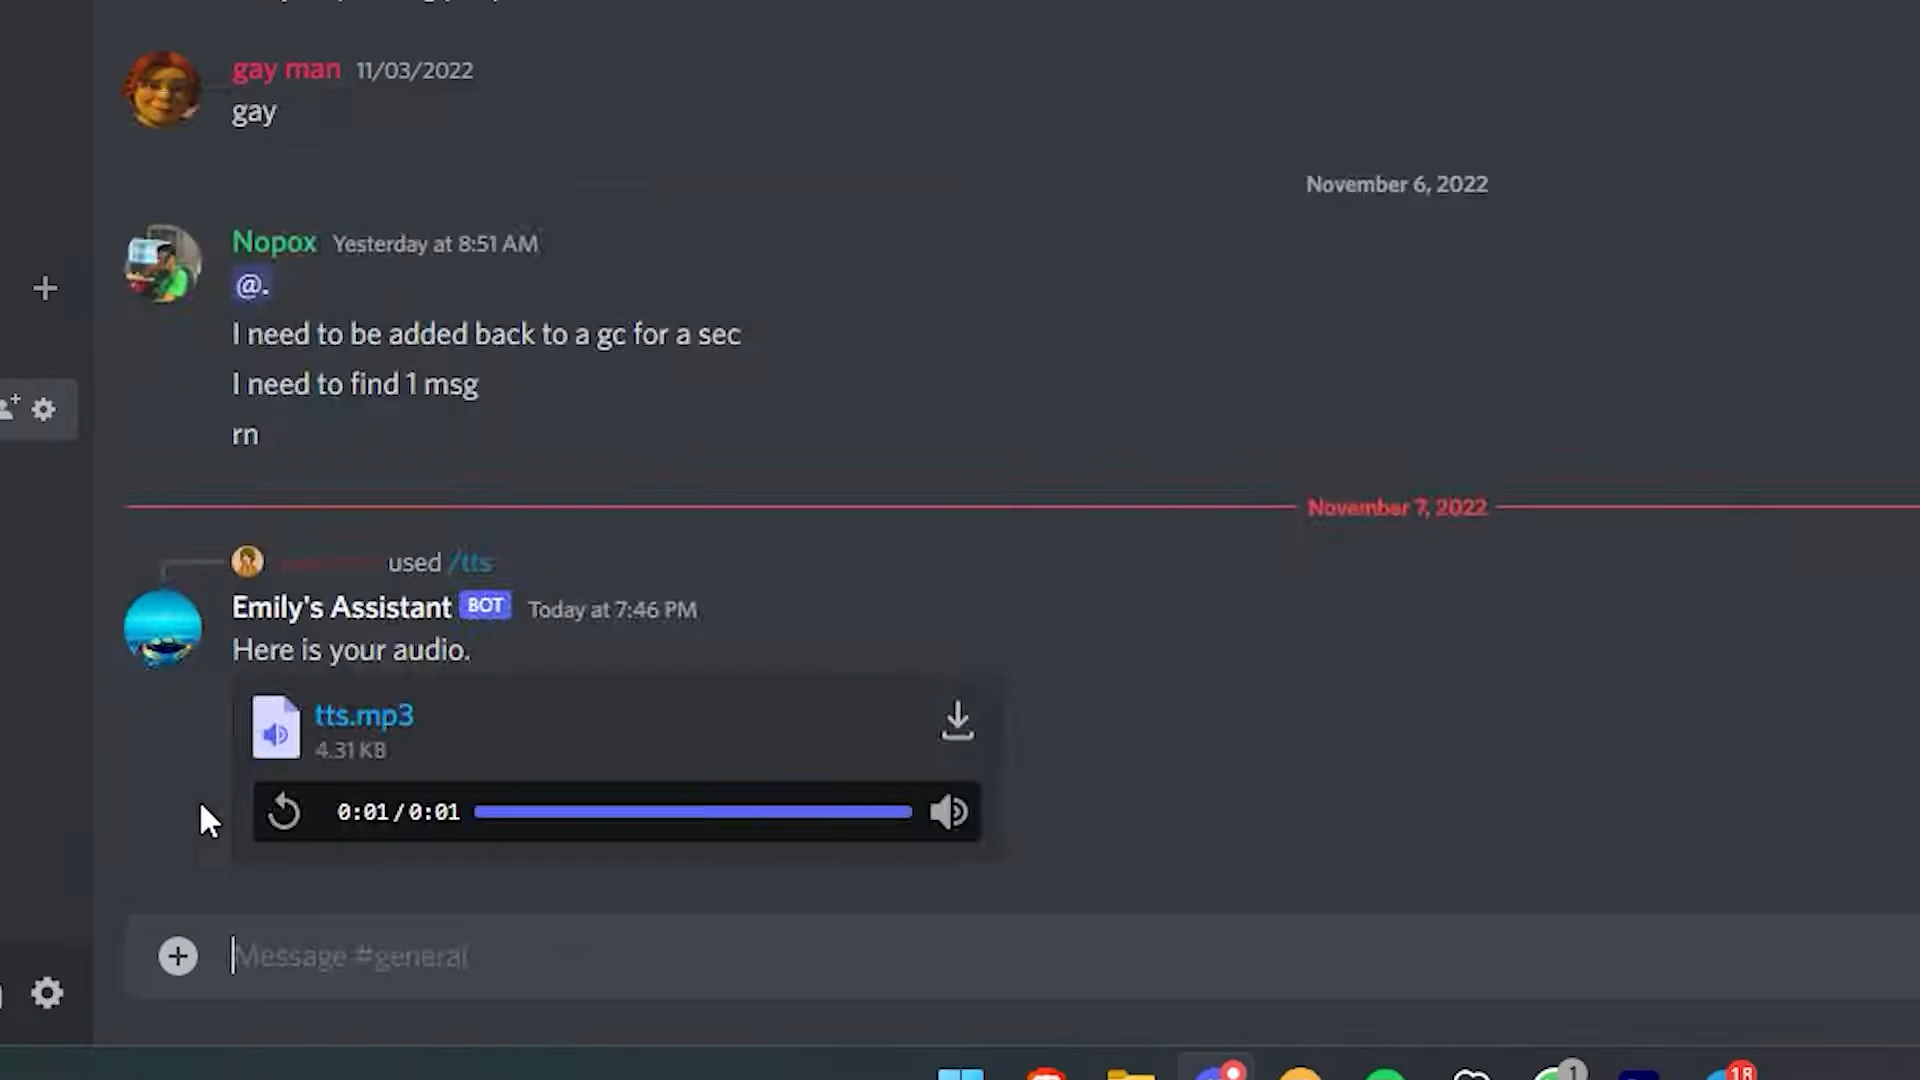 gay man 11/03/2022
gay
November 6, 2022
Nopox Yesterday at 8:51 AM
@.
I need to be added back to a gc for a sec
I need to find 1 msg
rn
November 7, 2022
used /tts
Emily's Assistant BOT Today at 7:46 PM
Here is your audio.
tts.mp3
4.31 KB
0:01/0:01
Message #general
1
18